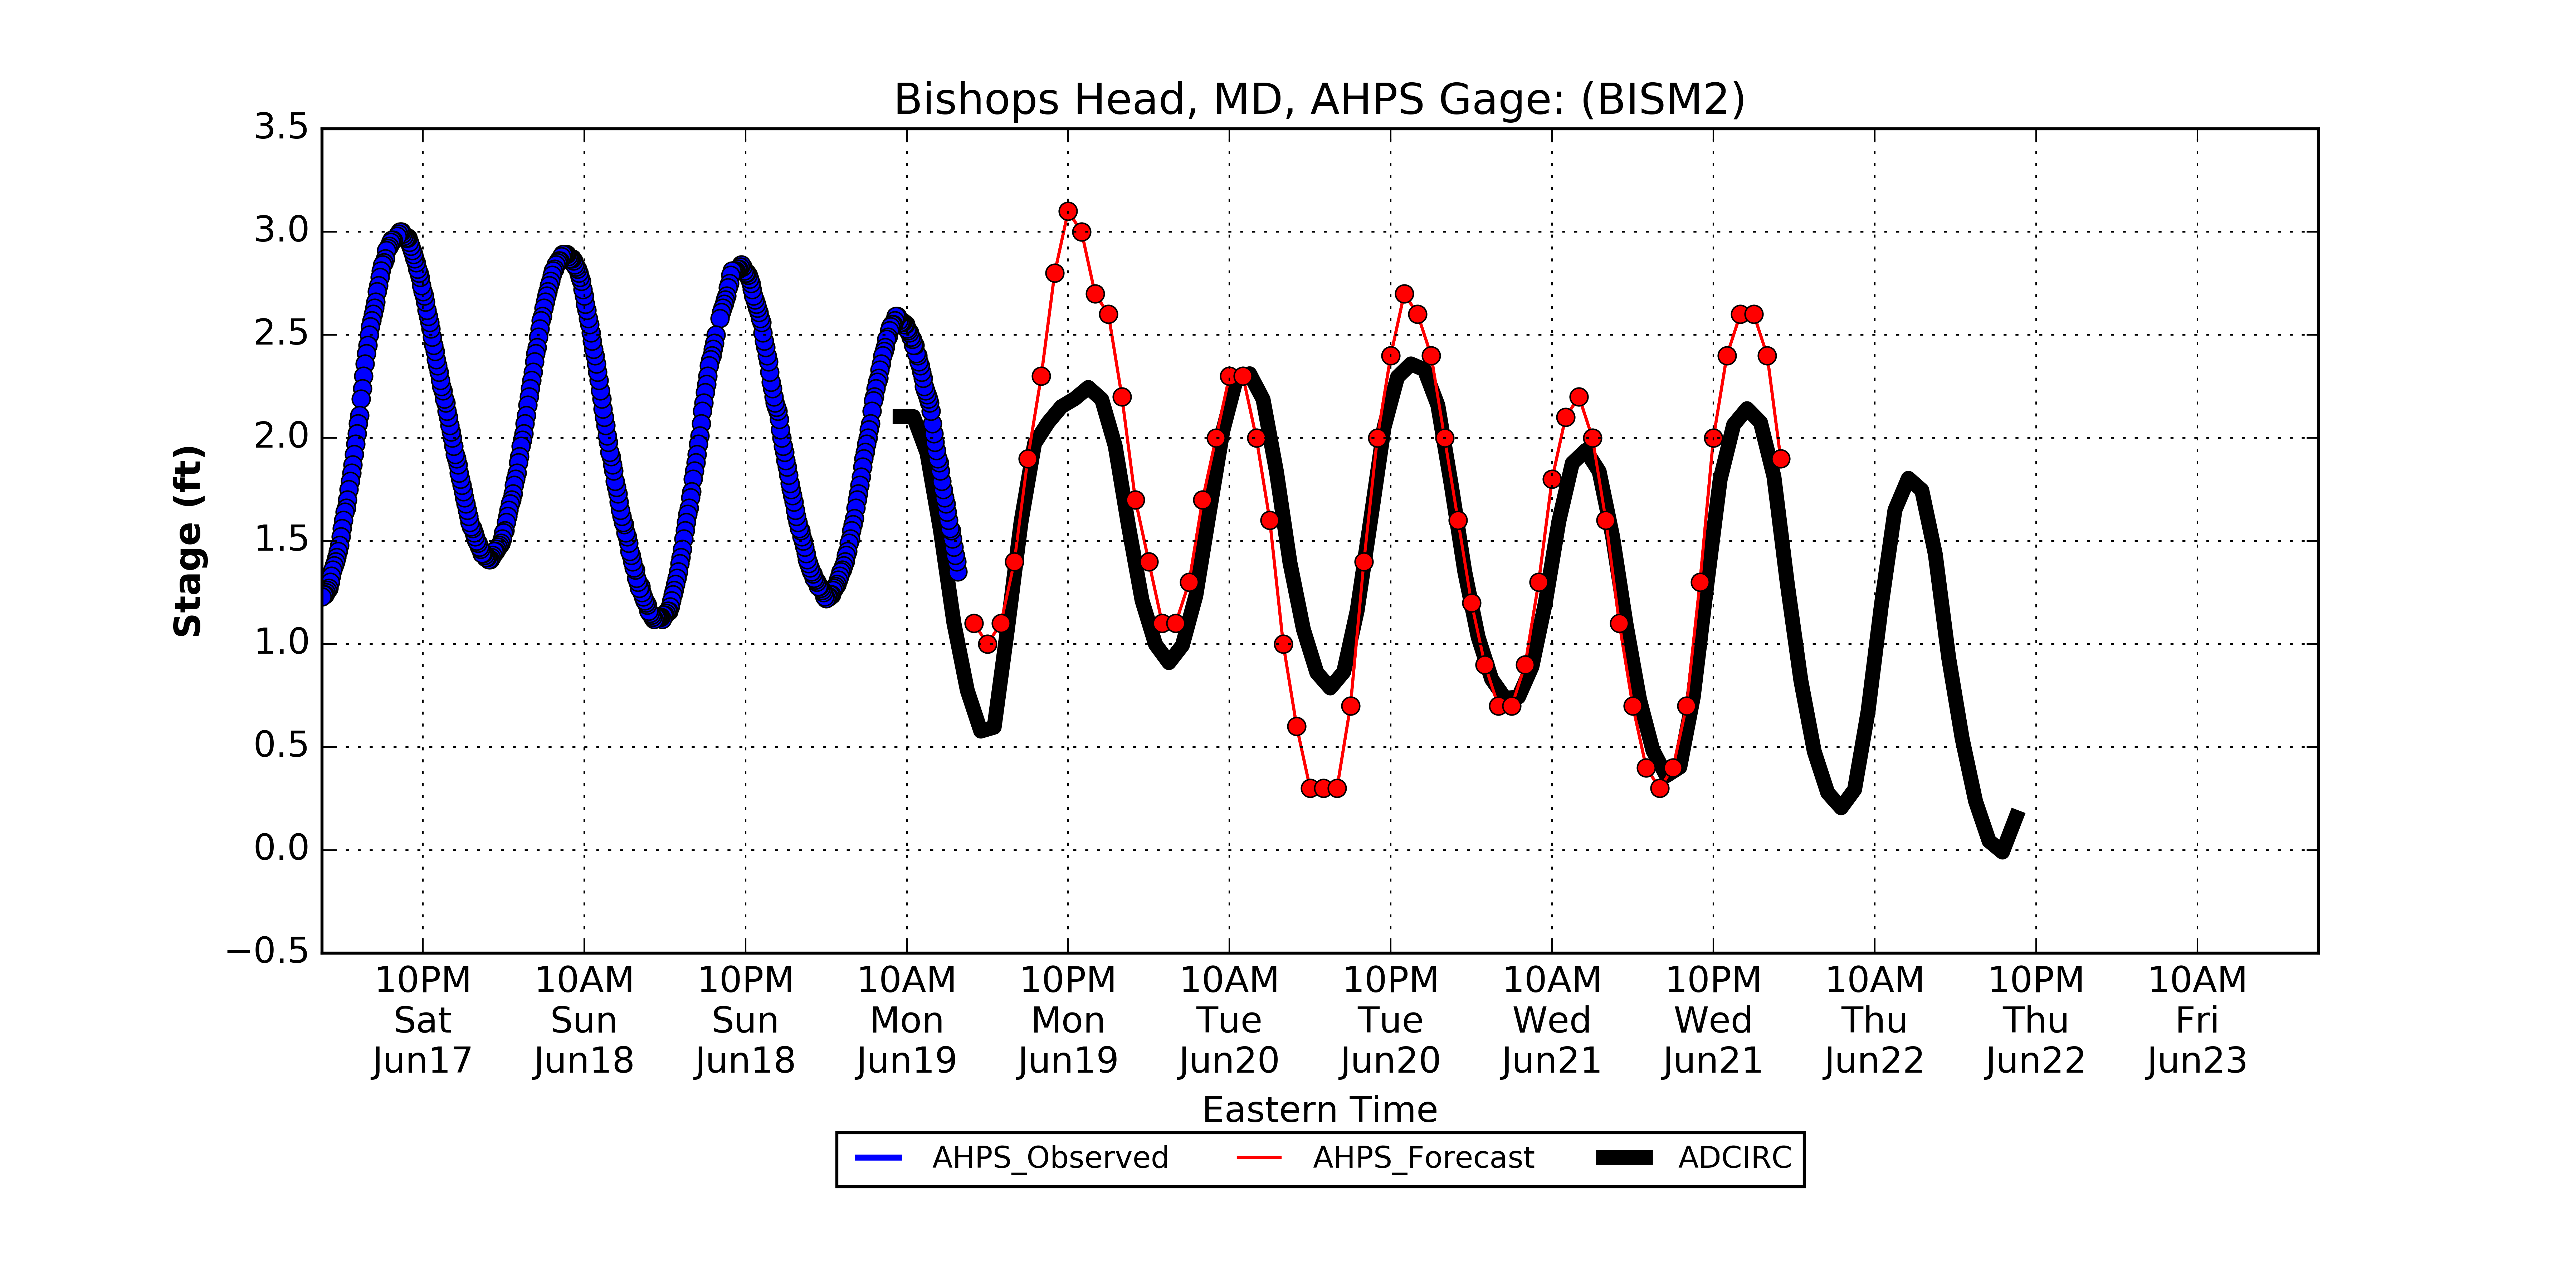 Bishops Head, MD, AHPS Gage: (BISM2)
3.5
3.0
2.5
2.0
1.5
1.0
0.5
0.0
−0.5
Stage (ft)
10PM 10AM 10PM 10AM 10PM 10AM 10PM 10AM 10PM 10AM 10PM 10AM
Sat Sun Sun Mon Mon Tue Tue Wed Wed Thu Thu Fri
Jun17 Jun18 Jun18 Jun19 Jun19 Jun20 Jun20 Jun21 Jun21 Jun22 Jun22 Jun23
Eastern Time
AHPS_Observed AHPS_Forecast ADCIRC